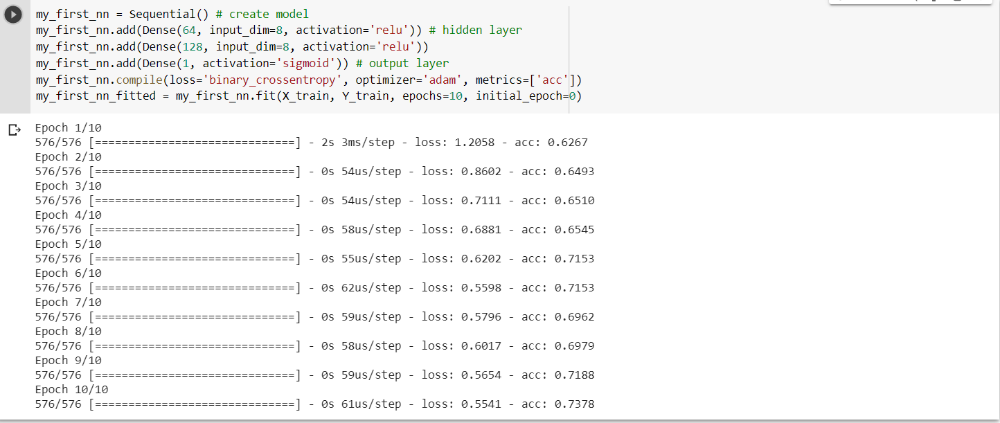 my_first_nn = Sequential() # create model
my_first_nn.add(Dense(64, input_dim=8, activation='relu')) # hidden layer
my_first_nn.add(Dense(128, input_dim=8, activation='relu'))
my_first_nn.add(Dense(1, activation='sigmoid')) # output layer
my_first_nn.compile(loss='binary_crossentropy', optimizer='adam', metrics=['acc'])
my_first_nn_fitted = my_first_nn.fit(X_train, Y_train, epochs=10, initial_epoch=0)
Epoch 1/10
576/576 [==============================] - 2s 3ms/step - loss: 1.2058 - acc: 0.6267
Epoch 2/10
576/576 [==============================] - 0s 54us/step - loss: 0.8602 - acc: 0.6493
Epoch 3/10
576/576 [==============================] - 0s 54us/step - loss: 0.7111 - acc: 0.6510
Epoch 4/10
576/576 [==============================] - 0s 58us/step - loss: 0.6881 - acc: 0.6545
Epoch 5/10
576/576 [==============================] - 0s 55us/step - loss: 0.6202 - acc: 0.7153
Epoch 6/10
576/576 [==============================] - 0s 62us/step - loss: 0.5598 - acc: 0.7153
Epoch 7/10
576/576 [==============================] - 0s 59us/step - loss: 0.5796 - acc: 0.6962
Epoch 8/10
576/576 [==============================] - 0s 58us/step - loss: 0.6017 - acc: 0.6979
Epoch 9/10
576/576 [==============================] - 0s 59us/step - loss: 0.5654 - acc: 0.7188
Epoch 10/10
576/576 [==============================] - 0s 61us/step - loss: 0.5541 - acc: 0.7378